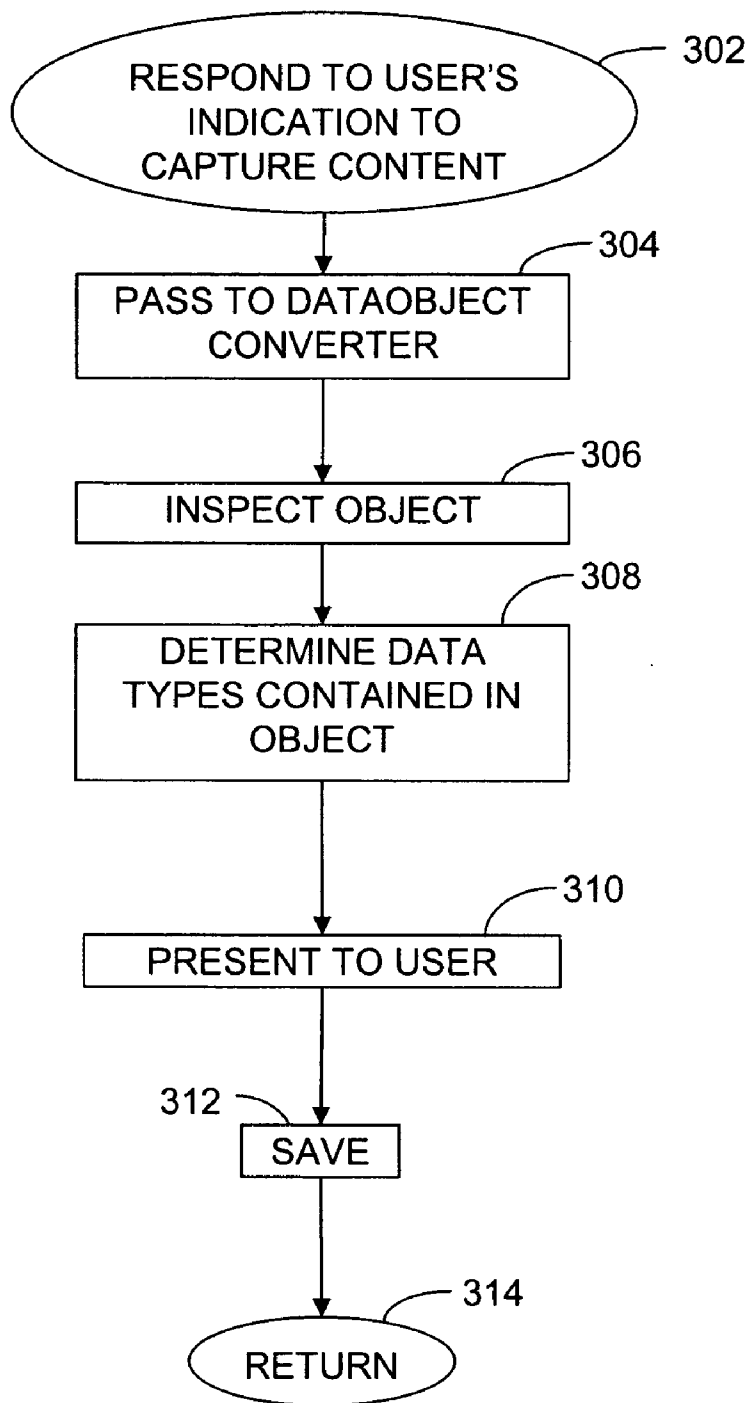 302
RESPOND TO USER'S
INDICATION TO
CAPTURE CONTENT
304
PASS TO DATAOBJECT
CONVERTER
306
INSPECT OBJECT
308
DETERMINE DATA
TYPES CONTAINED IN
OBJECT
310
PRESENT TO USER
312
SAVE
314
RETURN